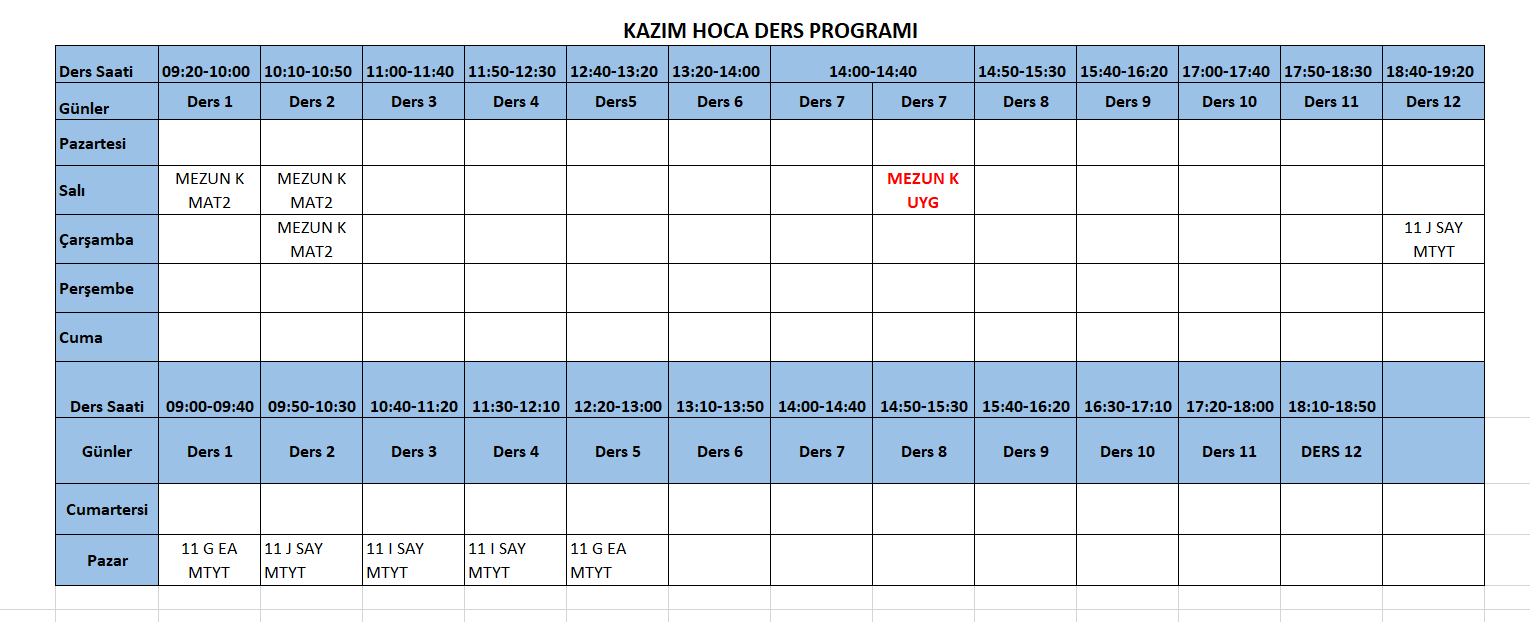 KAZIM HOCA DERS PROGRAMI
Ders Saati 09:20-10:00 10:10-10:50 11:00-11:40 11:50-12:30 12:40-13:20 13:20-14:00 14:00-14:40 14:50-15:30 15:40-16:20 17:00-17:40 17:50-18:30 18:40-19:20
Günler Ders 1 Ders 2 Ders 3 Ders 4 Ders5 Ders 6 Ders 7 Ders 7 Ders 8 Ders 9 Ders 10 Ders 11 Ders 12
Pazartesi
Salı MEZUN K MAT2 MEZUN K MAT2 MEZUN K UYG
Çarşamba MEZUN K MAT2 11 J SAY MTYT
Perşembe
Cuma
Ders Saati 09:00-09:40 09:50-10:30 10:40-11:20 11:30-12:10 12:20-13:00 13:10-13:50 14:00-14:40 14:50-15:30 15:40-16:20 16:30-17:10 17:20-18:00 18:10-18:50
Günler Ders 1 Ders 2 Ders 3 Ders 4 Ders 5 Ders 6 Ders 7 Ders 8 Ders 9 Ders 10 Ders 11 DERS 12
Cumartersi
Pazar 11 G EA MTYT 11 J SAY MTYT 11 I SAY MTYT 11 I SAY MTYT 11 G EA MTYT